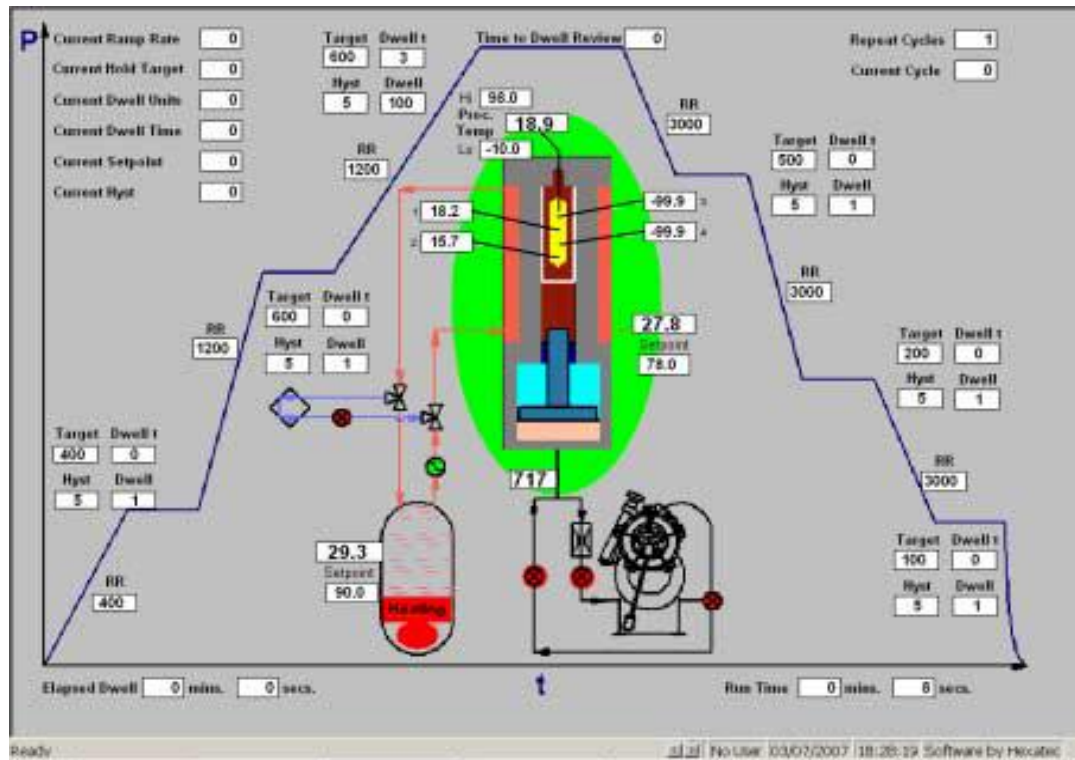 P
Current Ramp Rate 0
Current Hold Target 0
Current Dwell Units 0
Current Dwell Time 0
Current Setpoint 0
Current Hyst 0
Target Dwell t
600 3
Hyst Dwell
5 100
Time to Dwell Review 0
Repeat Cycles 1
Current Cycle 0
Hi 98.0
Proc. Temp 18.9
Lo -10.0
RR
1200
RR
3000
Target Dwell t
500 0
Hyst Dwell
5 1
1 18.2
2 15.7
-99.9 3
-99.9 4
RR
3000
Target Dwell t
600 0
Hyst Dwell
5 1
RR
1200
27.8
Setpoint
78.0
Target Dwell t
200 0
Hyst Dwell
5 1
Target Dwell t
400 0
Hyst Dwell
5 1
RR
3000
717
29.3
Setpoint
90.0
Heating
Target Dwell t
100 0
Hyst Dwell
5 1
RR
400
Elapsed Dwell 0 mins. 0 secs.
t
Run Time 0 mins. 8 secs.
Ready
No User 03/07/2007 18:28:19 Software by Hexatec